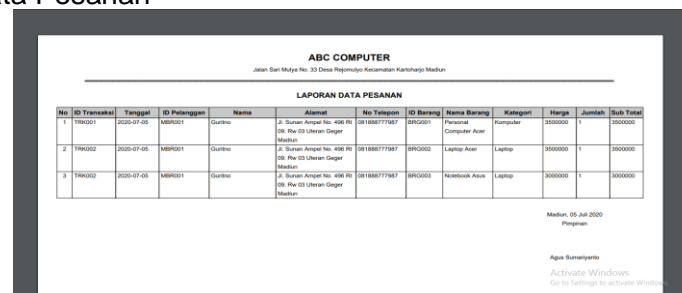 ta Pesanan
ABC COMPUTER
Jalan Sari Mulya No. 33 Desa Rejomulyo Kecamatan Kartoharjo Madiun
LAPORAN DATA PESANAN
No ID Transaksi Tanggal ID Pelanggan Nama Alamat No Telepon ID Barang Nama Barang Kategori Harga Jumlah Sub Total
1 TRK001 2020-07-05 MBR001 Guritno Jl. Sunan Ampel No. 496 Rt 081888777987 BRG001 Personal Komputer 3500000 1 3500000
09. Rw 03 Uteran Geger Computer Acer
Madiun
2 TRK002 2020-07-05 MBR001 Guritno Jl. Sunan Ampel No. 496 Rt 081888777987 BRG002 Laptop Acer Laptop 3500000 1 3500000
09. Rw 03 Uteran Geger
Madiun
3 TRK002 2020-07-05 MBR001 Guritno Jl. Sunan Ampel No. 496 Rt 081888777987 BRG003 Notebook Asus Laptop 3000000 1 3000000
09. Rw 03 Uteran Geger
Madiun
Madiun, 05 Juli 2020
Pimpinan
Agus Sumariyanto
Activate Windows
Go to Settings to activate Windows